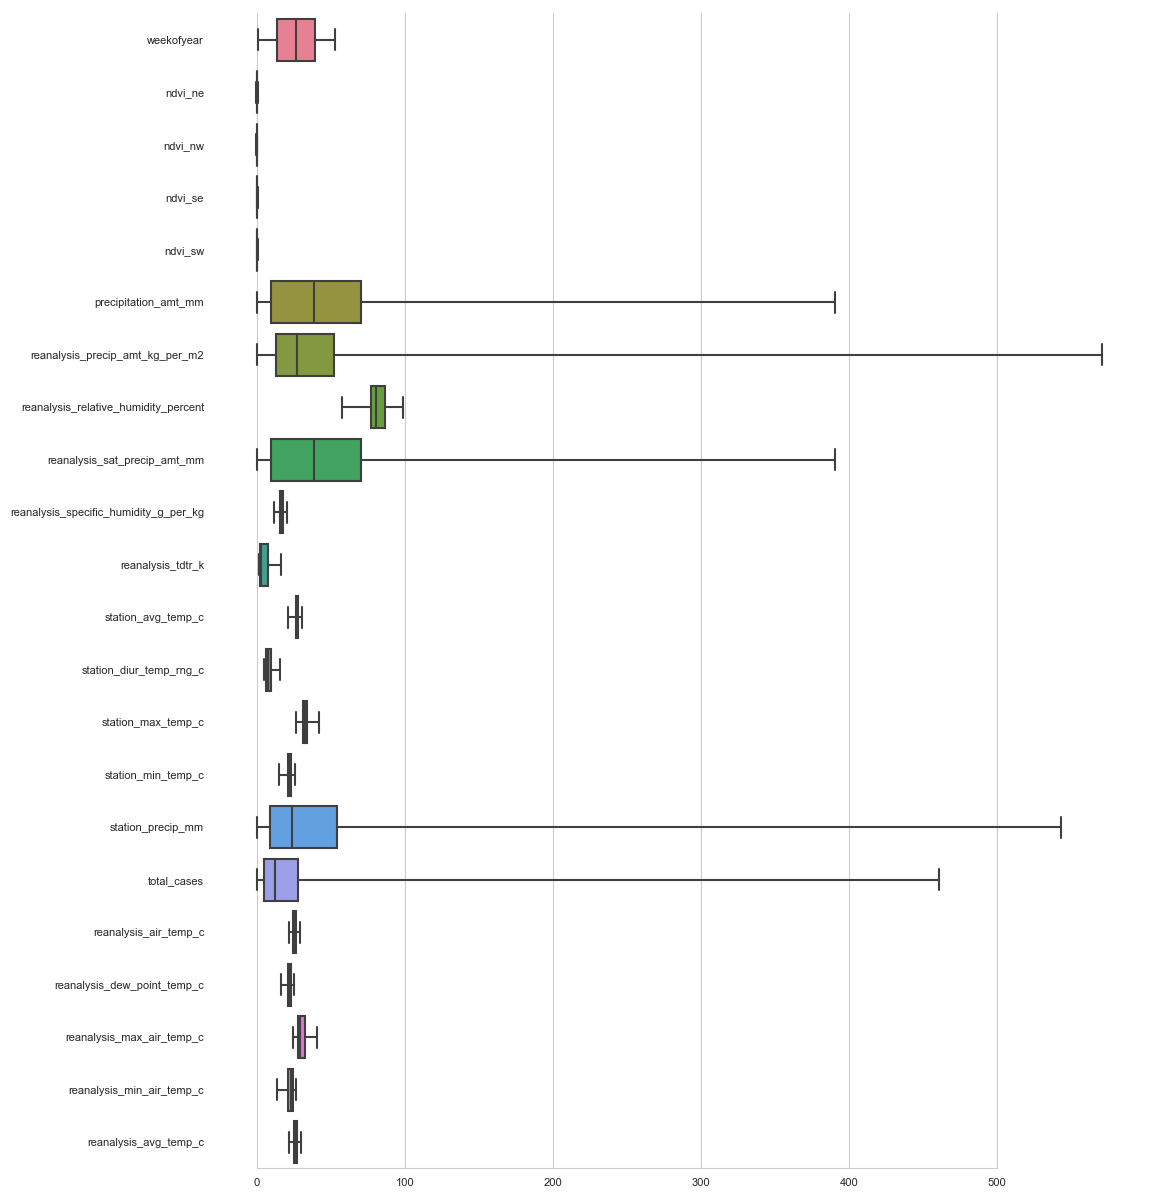 weekofyear
ndvi_ne
ndvi_nw
ndvi_se
ndvi_sw
precipitation_amt_mm
reanalysis_precip_amt_kg_per_m2
reanalysis_relative_humidity_percent
reanalysis_sat_precip_amt_mm
reanalysis_specific_humidity_g_per_kg
reanalysis_tdtr_k
station_avg_temp_c
station_diur_temp_rng_c
station_max_temp_c
station_min_temp_c
station_precip_mm
total_cases
reanalysis_air_temp_c
reanalysis_dew_point_temp_c
reanalysis_max_air_temp_c
reanalysis_min_air_temp_c
reanalysis_avg_temp_c
0 100 200 300 400 500